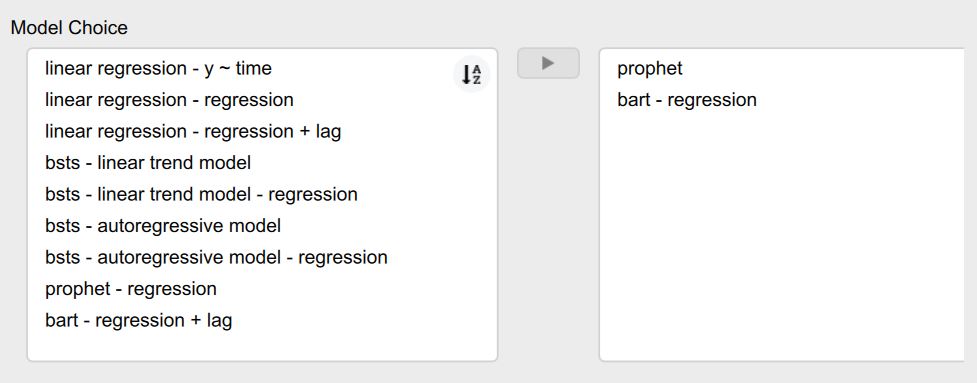 Model Choice
linear regression - y ~ time
linear regression - regression
linear regression - regression + lag
bsts - linear trend model
bsts - linear trend model - regression
bsts - autoregressive model
bsts - autoregressive model - regression
prophet - regression
bart - regression + lag
A
Z
prophet
bart - regression